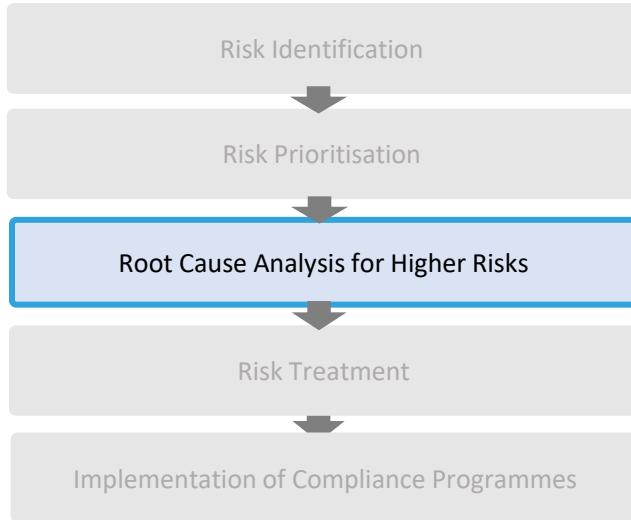 Risk Identification
Risk Prioritisation
Root Cause Analysis for Higher Risks
Risk Treatment
Implementation of Compliance Programmes